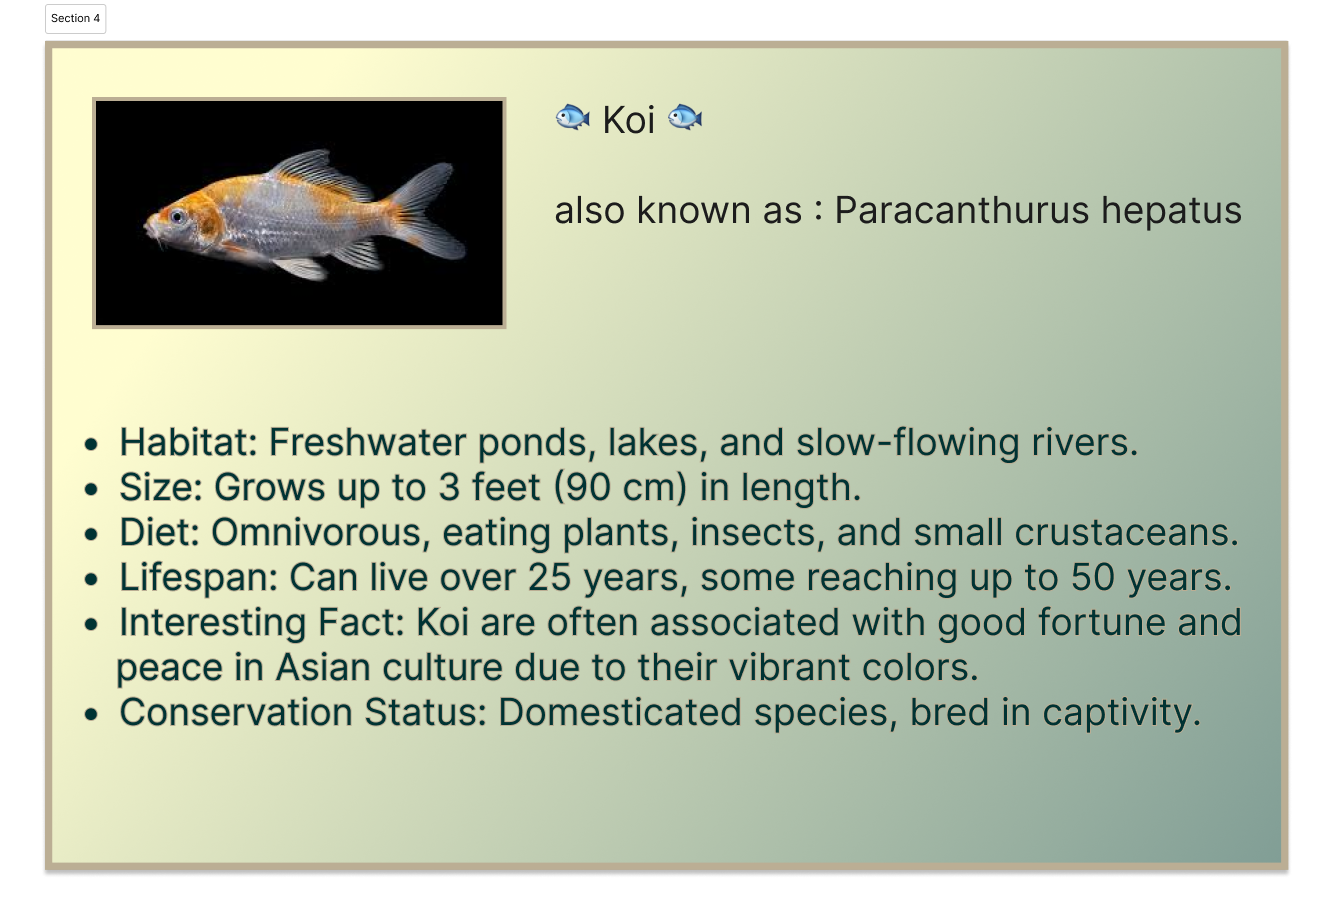 Section 4
🐟 Koi 🐟
also known as : Paracanthurus hepatus
• Habitat: Freshwater ponds, lakes, and slow-flowing rivers.
• Size: Grows up to 3 feet (90 cm) in length.
• Diet: Omnivorous, eating plants, insects, and small crustaceans.
• Lifespan: Can live over 25 years, some reaching up to 50 years.
• Interesting Fact: Koi are often associated with good fortune and
peace in Asian culture due to their vibrant colors.
• Conservation Status: Domesticated species, bred in captivity.